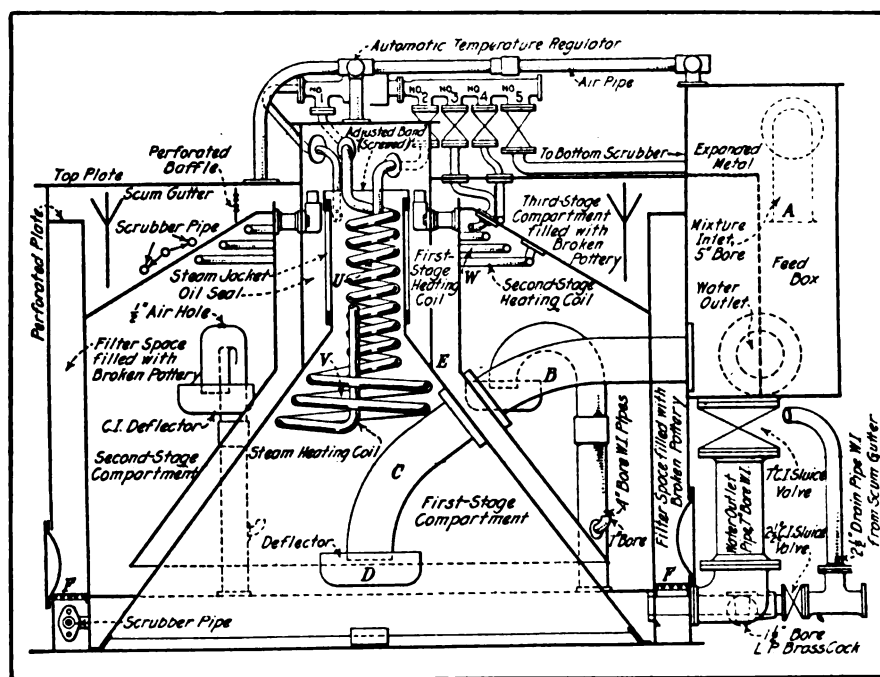 Automatic Temperature Regulator
Air Pipe
NO.
1
NO.
2
NO.
3
NO.
4
NO.
5
Adjusted Band
(Screwed)
To Bottom Scrubber
Expanded
Metal
Perforated
Baffle
Top Plate
Scum Gutter
Scrubber Pipe
Perforated Plate
Steam Jacket
Oil Seal
U
First-
Stage
Heating
Coil
W
Third-Stage
Compartment
filled with
Broken
Pottery
Second-Stage
Heating Coil
A
Mixture
Inlet,
5" Bore
Feed
Box
Water
Outlet
½" Air Hole
Filter Space
filled with
Broken Pottery
V
E
B
C.I. Deflector
Second-Stage
Compartment
Steam Heating Coil
C
First-Stage
Compartment
4" Bore W.I. Pipes
1" Bore
Filter Space filled with
Broken Pottery
Water Outlet
Pipe, 7" Bore W.I.
7" C.I. Sluice
Valve
2½" C.I. Sluice
Valve
2½" Drain Pipe W.I
from Scum Gutter
Deflector
D
F
F
Scrubber Pipe
1½" Bore
L P Brass Cock